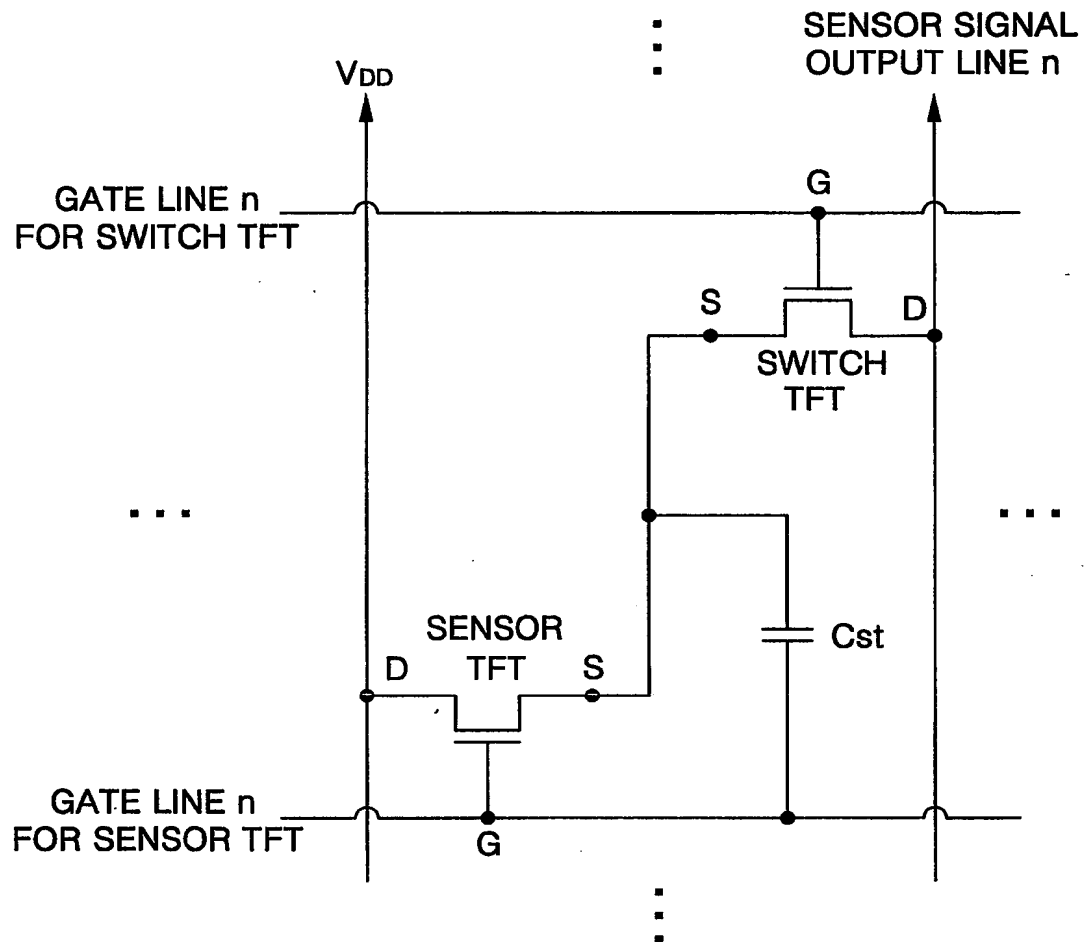 SENSOR SIGNAL
OUTPUT LINE n
VDD
GATE LINE n
FOR SWITCH TFT
G
S
D
SWITCH
TFT
SENSOR
TFT
D
S
Cst
GATE LINE n
FOR SENSOR TFT
G